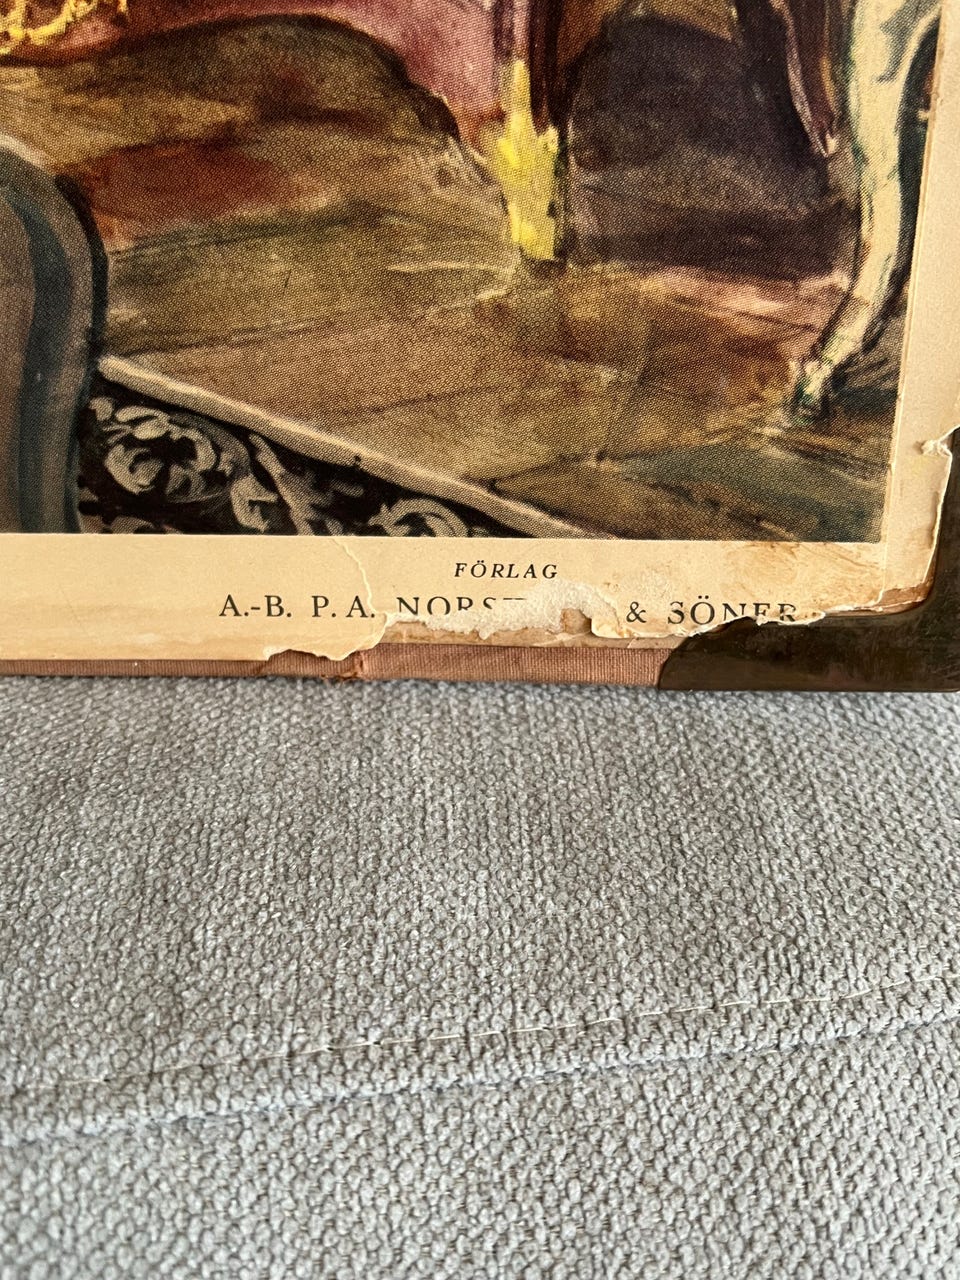 FÖRLAG
A.-B. P. A. & SÖNER